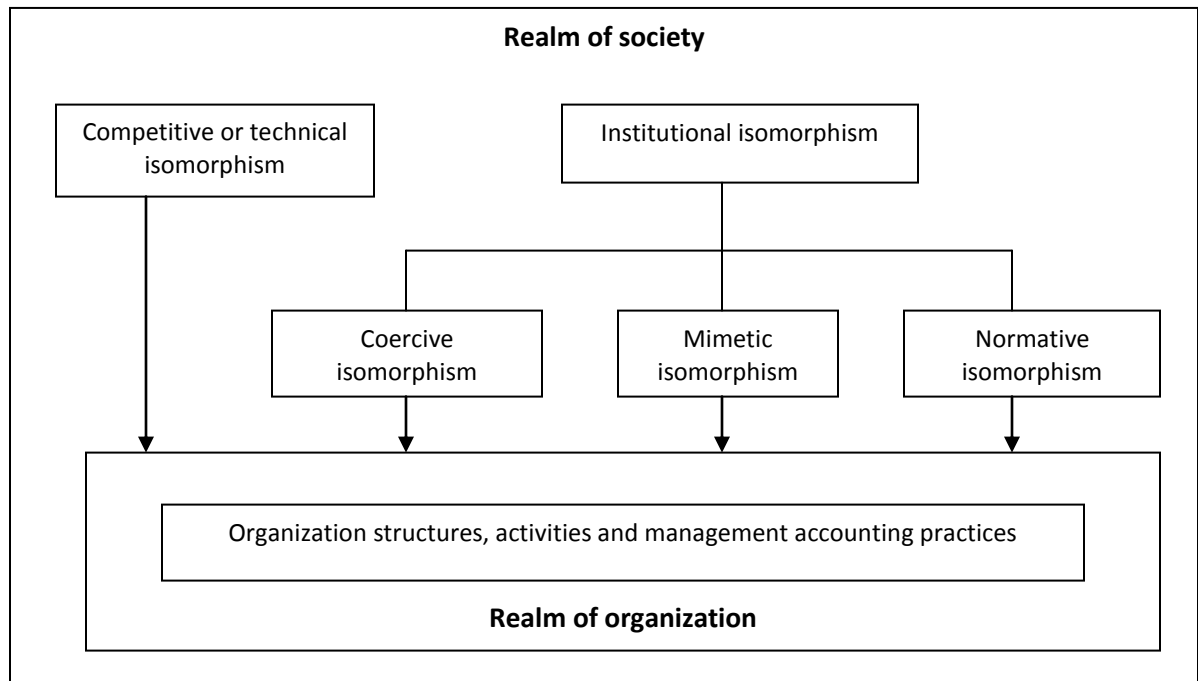 Realm of society
Competitive or technical
isomorphism
Institutional isomorphism
Coercive
isomorphism
Mimetic
isomorphism
Normative
isomorphism
Organization structures, activities and management accounting practices
Realm of organization